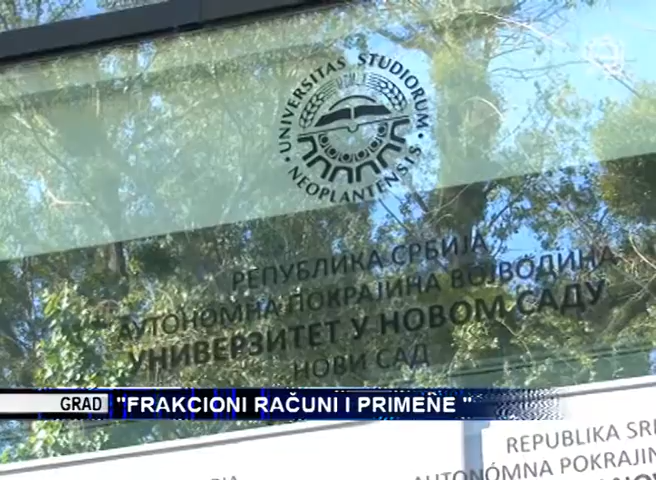 UNIVERSITAS STUDIORUM
NEOPLANTENSIS
РЕПУБЛИКА СРБИЈА
АУТОНОМНА ПОКРАЈИНА ВОЈВОДИНА
УНИВЕРЗИТЕТ У НОВОМ САДУ
НОВИ САД
GRAD "FRAKCIONI RAČUNI I PRIMENE "
REPUBLIKA SR
AUTONOMNA POKRAJIN